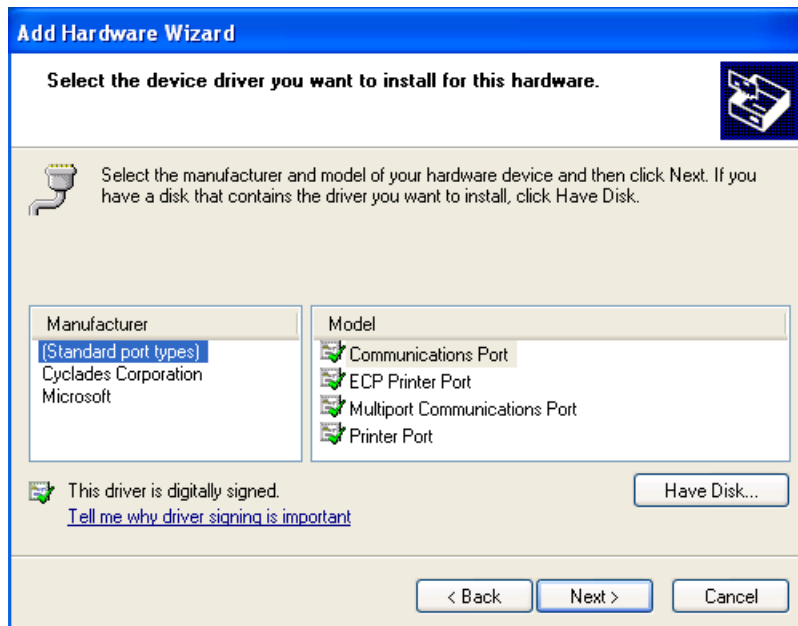 Add Hardware Wizard
Select the device driver you want to install for this hardware.
Select the manufacturer and model of your hardware device and then click Next. If you
have a disk that contains the driver you want to install, click Have Disk.
Manufacturer
(Standard port types)
Cyclades Corporation
Microsoft
Model
Communications Port
ECP Printer Port
Multiport Communications Port
Printer Port
This driver is digitally signed.
Tell me why driver signing is important
Have Disk...
< Back
Next >
Cancel